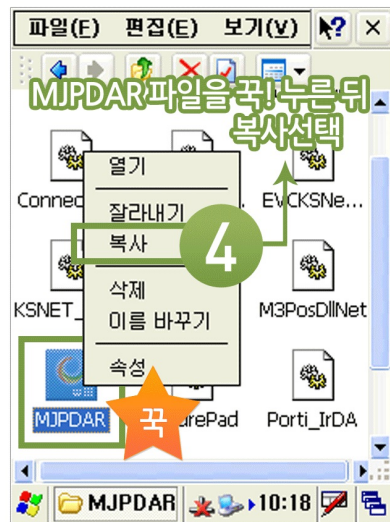 파일(F) 편집(E) 보기(V)
MJPDAR 파일을 꾹! 누른 뒤
복사선택
열기
잘라내기
Connec
EVCKSNe...
복사
4
삭제
KSNET_
M3PosDllNet
이름 바꾸기
속성
꾹
MJPDAR
urePad
Porti_IrDA
MJPDAR
10:18